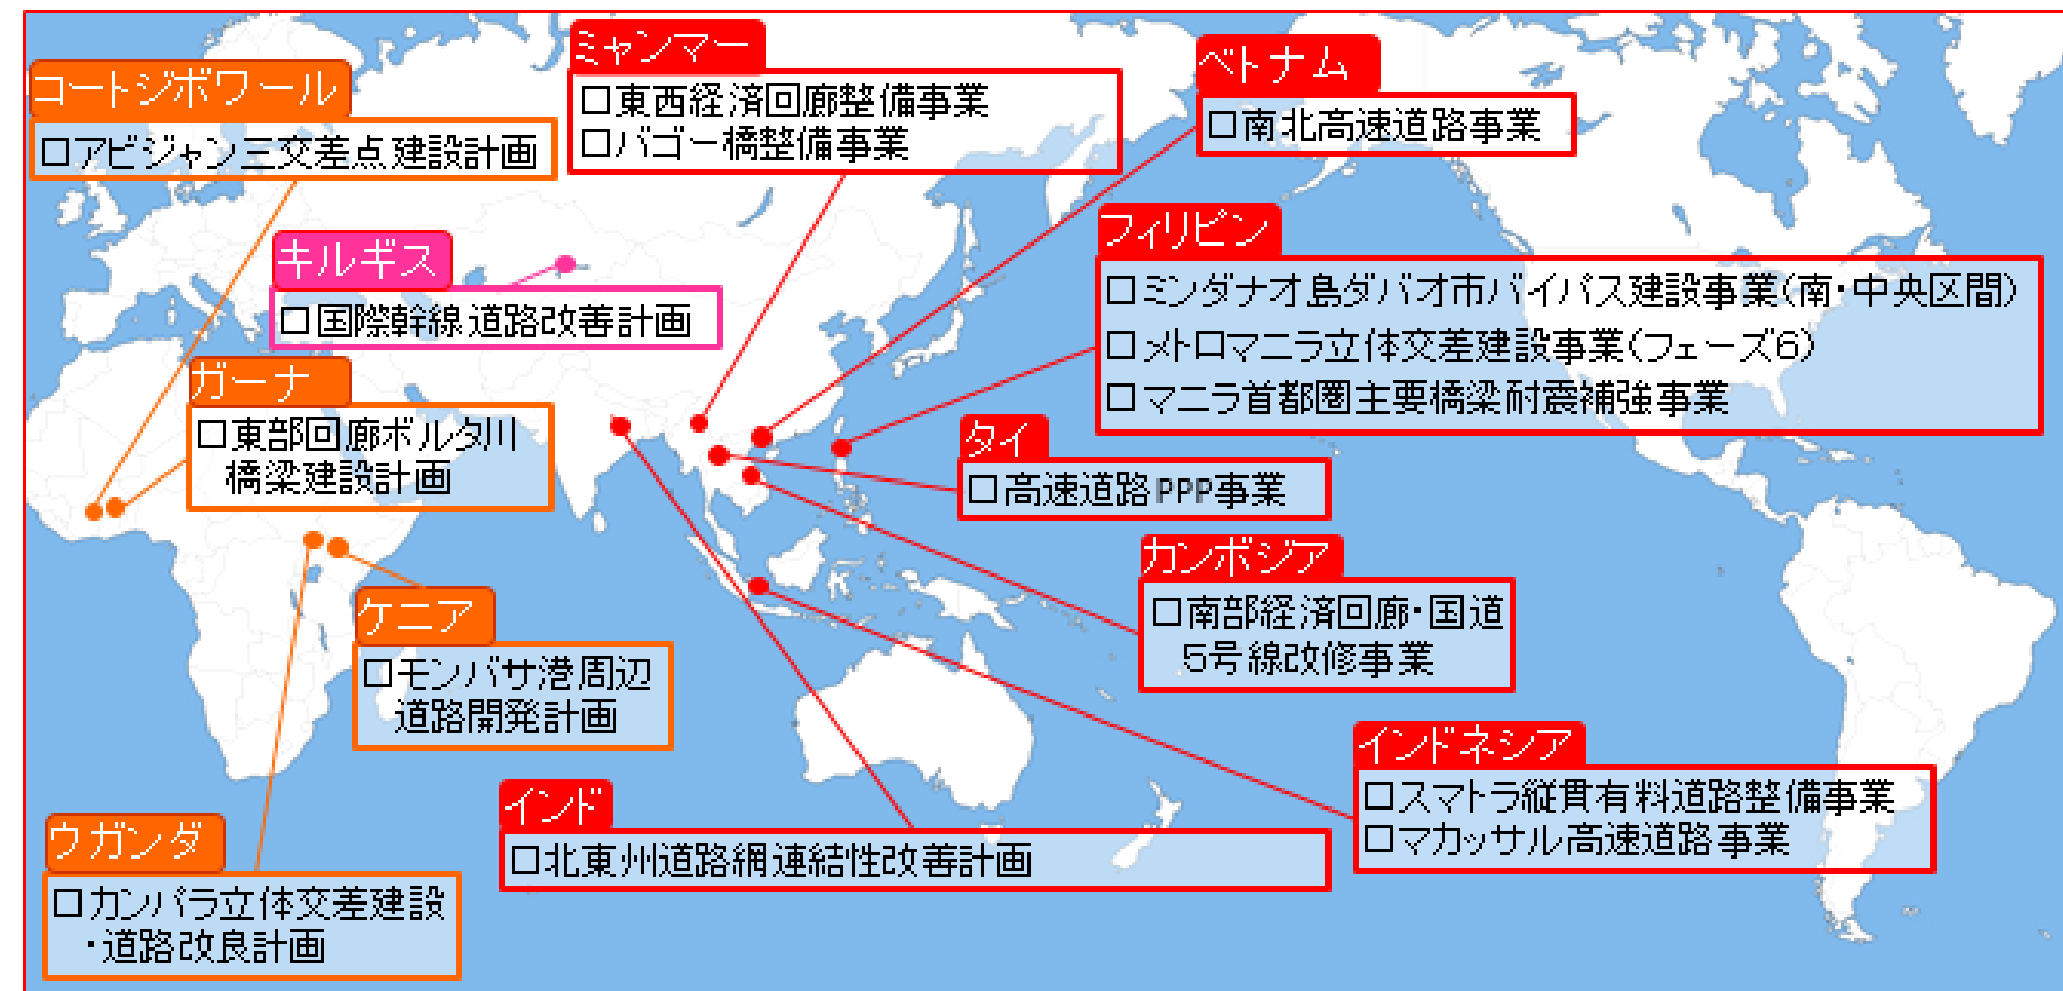 コートジボワール
□アビジャン三交差点建設計画
ミャンマー
□東西経済回廊整備事業
□バゴー橋整備事業
ベトナム
□南北高速道路事業
キルギス
□国際幹線道路改善計画
フィリピン
□ミンダナオ島ダバオ市バイパス建設事業(南・中央区間)
□メトロマニラ立体交差建設事業(フェーズ6)
□マニラ首都圏主要橋梁耐震補強事業
ガーナ
□東部回廊ボルタ川
橋梁建設計画
タイ
□高速道路PPP事業
カンボジア
□南部経済回廊・国道
5号線改修事業
ケニア
□モンバサ港周辺
道路開発計画
インドネシア
□スマトラ縦貫有料道路整備事業
□マカッサル高速道路事業
インド
□北東州道路網連結性改善計画
ウガンダ
□カンパラ立体交差建設
・道路改良計画